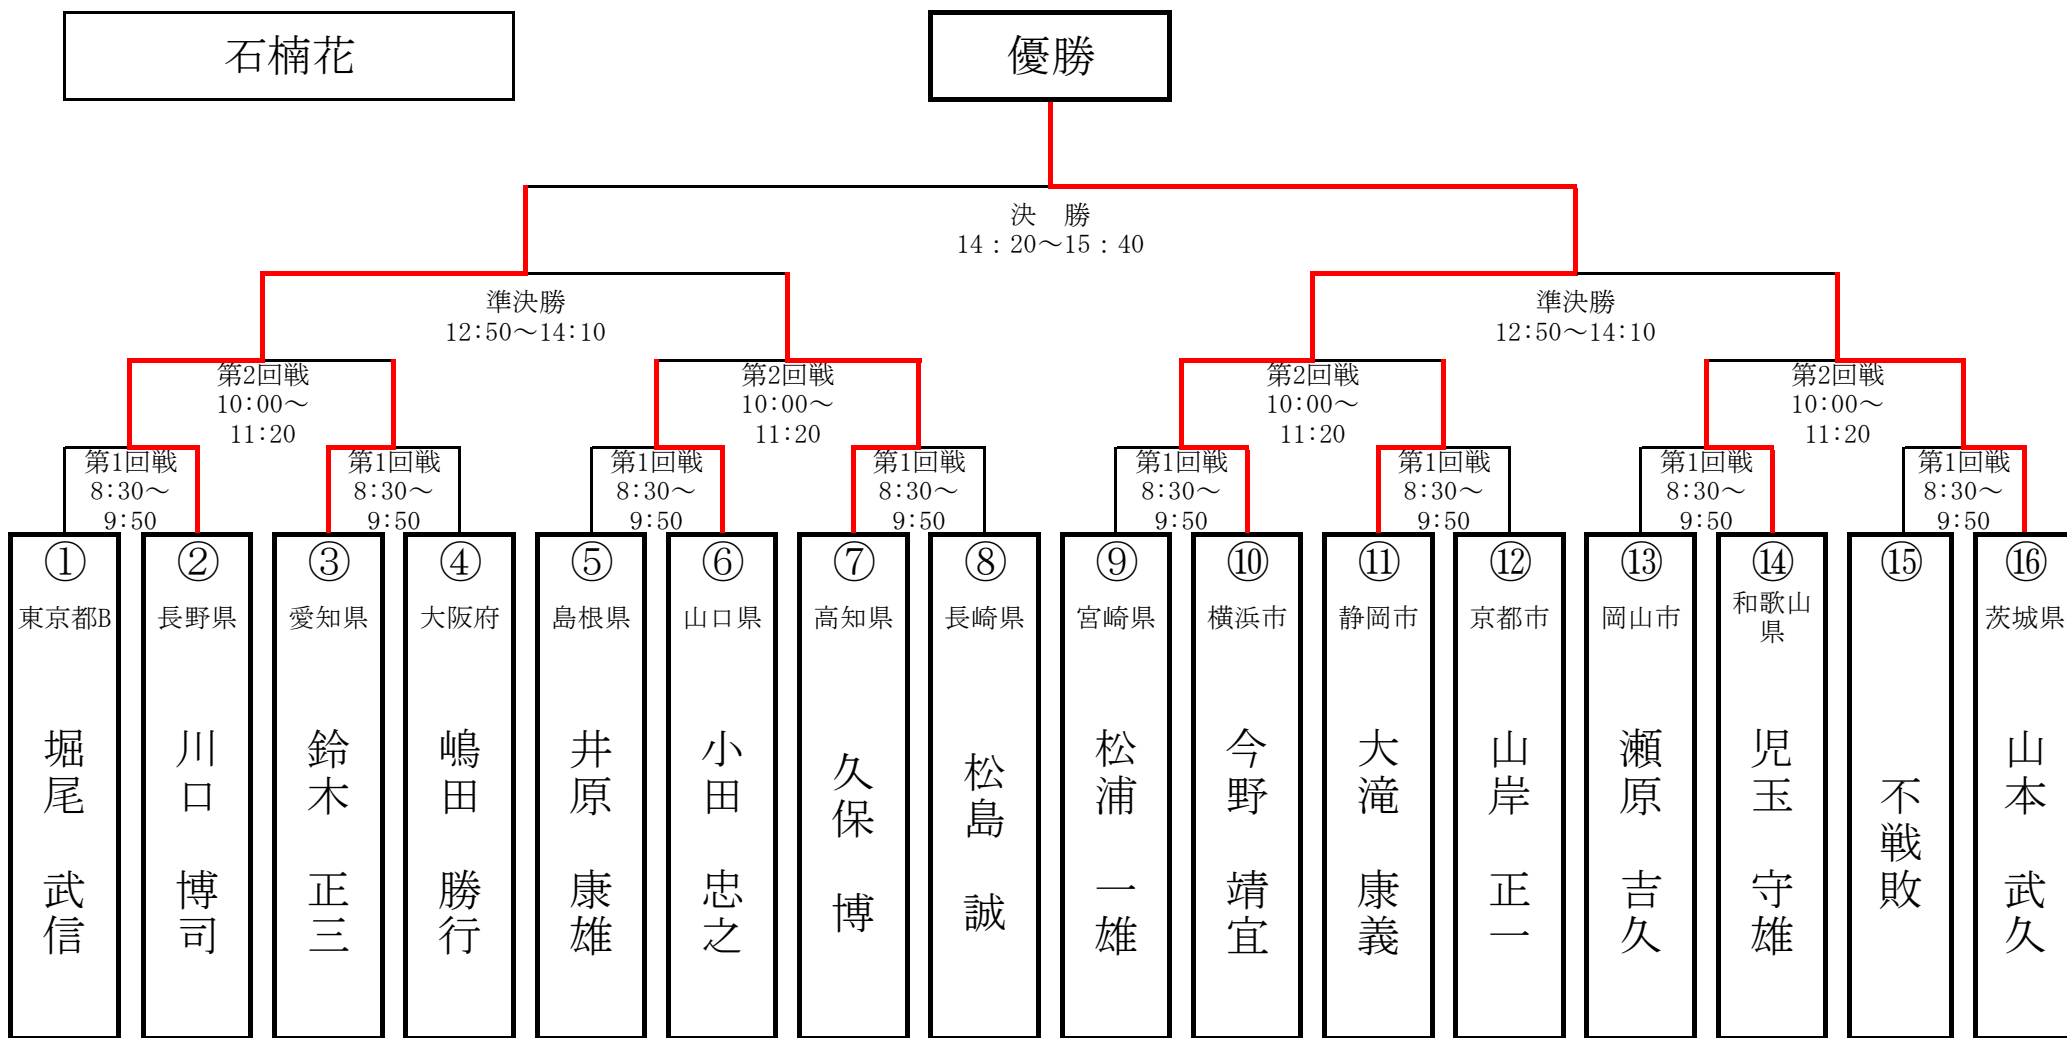 石楠花
優勝
決　勝
14：20～15：40
準決勝
12:50～14:10
準決勝
12:50～14:10
第2回戦
10:00～
11:20
第2回戦
10:00～
11:20
第2回戦
10:00～
11:20
第2回戦
10:00～
11:20
第1回戦
8:30～
9:50
第1回戦
8:30～
9:50
第1回戦
8:30～
9:50
第1回戦
8:30～
9:50
第1回戦
8:30～
9:50
第1回戦
8:30～
9:50
第1回戦
8:30～
9:50
第1回戦
8:30～
9:50
①
東京都B
堀尾　武信
②
長野県
川口　博司
③
愛知県
鈴木　正三
④
大阪府
嶋田　勝行
⑤
島根県
井原　康雄
⑥
山口県
小田　忠之
⑦
高知県
久保　博
⑧
長崎県
松島　誠
⑨
宮崎県
松浦　一雄
⑩
横浜市
今野　靖宜
⑪
静岡市
大滝　康義
⑫
京都市
山岸　正一
⑬
岡山市
瀬原　吉久
⑭
和歌山
県
児玉　守雄
⑮
不戦敗
⑯
茨城県
山本　武久